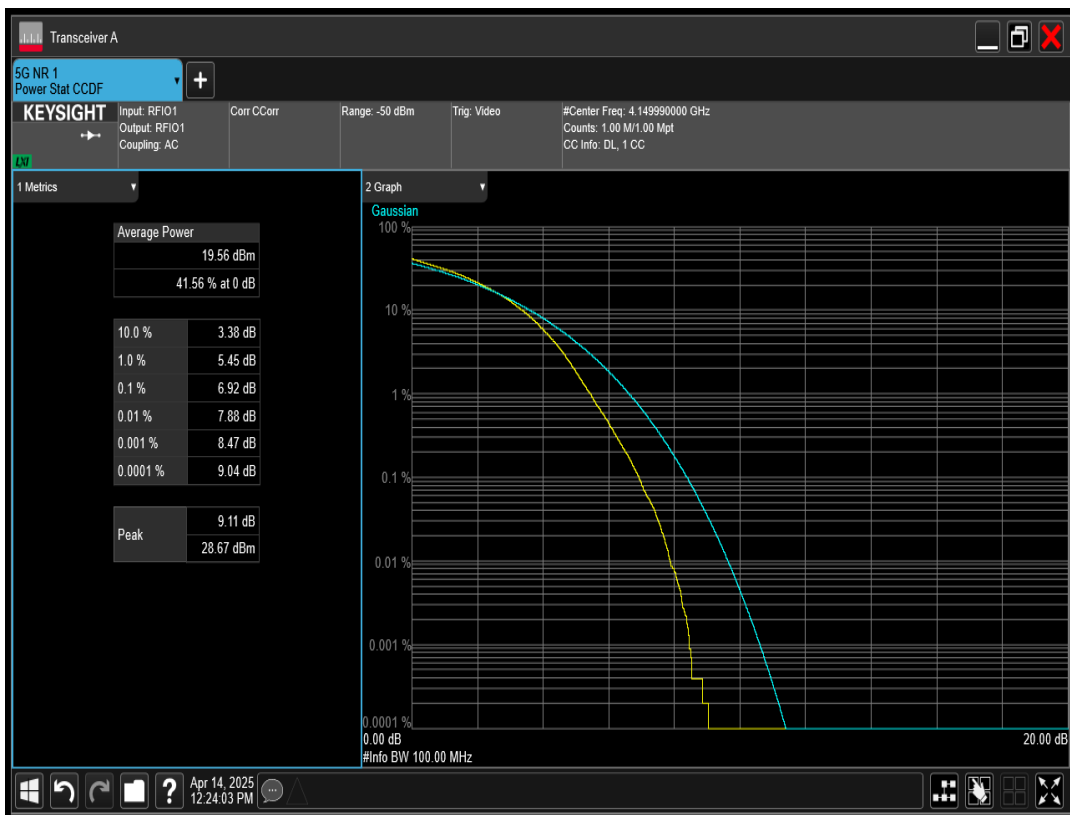 Transceiver A
5G NR 1
Power Stat CCDF
+
KEYSIGHT
LXI
Input: RFIO1
Output: RFIO1
Coupling: AC
Corr CCorr
Range: -50 dBm
Trig: Video
#Center Freq: 4.149990000 GHz
Counts: 1.00 M/1.00 Mpt
CC Info: DL, 1 CC
1 Metrics
Average Power
19.56 dBm
41.56 % at 0 dB
10.0 % 3.38 dB
1.0 % 5.45 dB
0.1 % 6.92 dB
0.01 % 7.88 dB
0.001 % 8.47 dB
0.0001 % 9.04 dB
Peak
9.11 dB
28.67 dBm
2 Graph
Gaussian
100 %
10 %
1 %
0.1 %
0.01 %
0.001 %
0.0001 %
0.00 dB 20.00 dB
#Info BW 100.00 MHz
?
Apr 14, 2025
12:24:03 PM